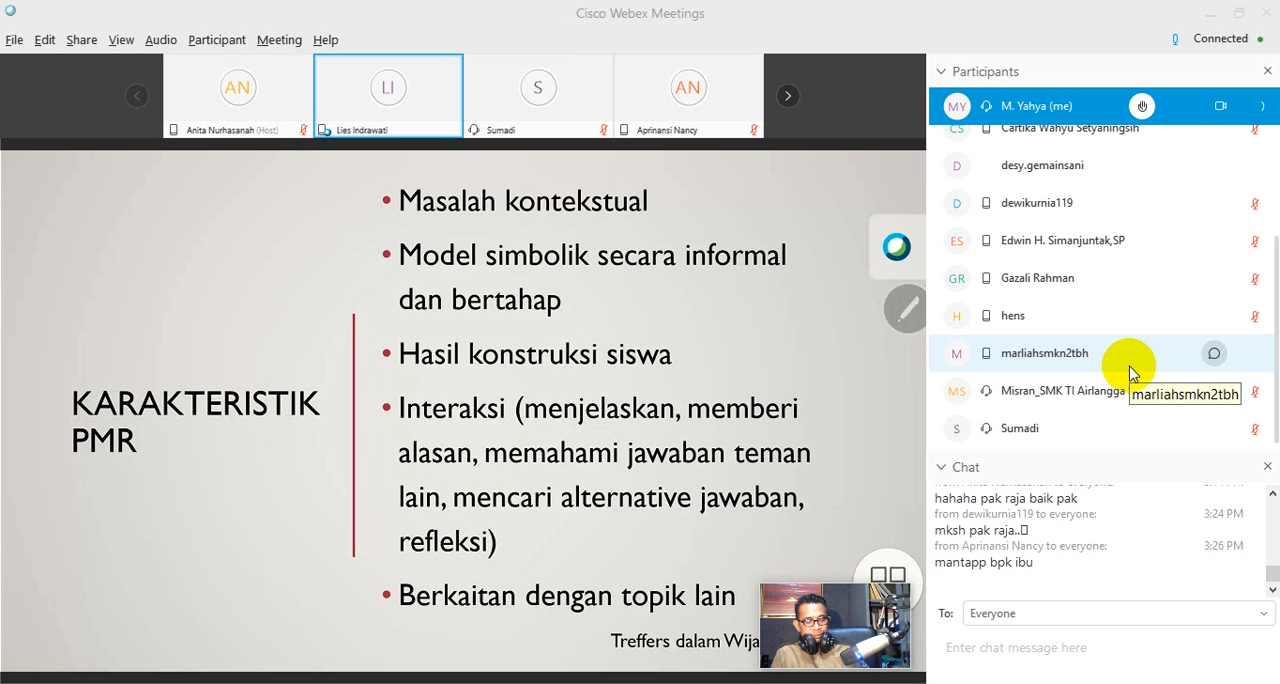 Cisco Webex Meetings
File Edit Share View Audio Participant Meeting Help
Connected
AN
LI
S
AN
Anita Nurhasanah (Host)
Lies Indrawati
Sumadi
Aprinansi Nancy
KARAKTERISTIK
PMR
• Masalah kontekstual
• Model simbolik secara informal
dan bertahap
• Hasil konstruksi siswa
• Interaksi (menjelaskan, memberi
alasan, memahami jawaban teman
lain, mencari alternative jawaban,
refleksi)
• Berkaitan dengan topik lain
Treffers dalam Wija
Participants
MY M. Yahya (me)
CS Cartika Wahyu Setyaningsih
D desy.gemainsani
D dewikurnia119
ES Edwin H. Simanjuntak,SP
GR Gazali Rahman
H hens
M marliahsmkn2tbh
MS Misran_SMK TI Airlangga
marliahsmkn2tbh
S Sumadi
Chat
hahaha pak raja baik pak
from dewikurnia119 to everyone: 3:24 PM
mksh pak raja..
from Aprinansi Nancy to everyone: 3:26 PM
mantapp bpk ibu
To: Everyone
Enter chat message here